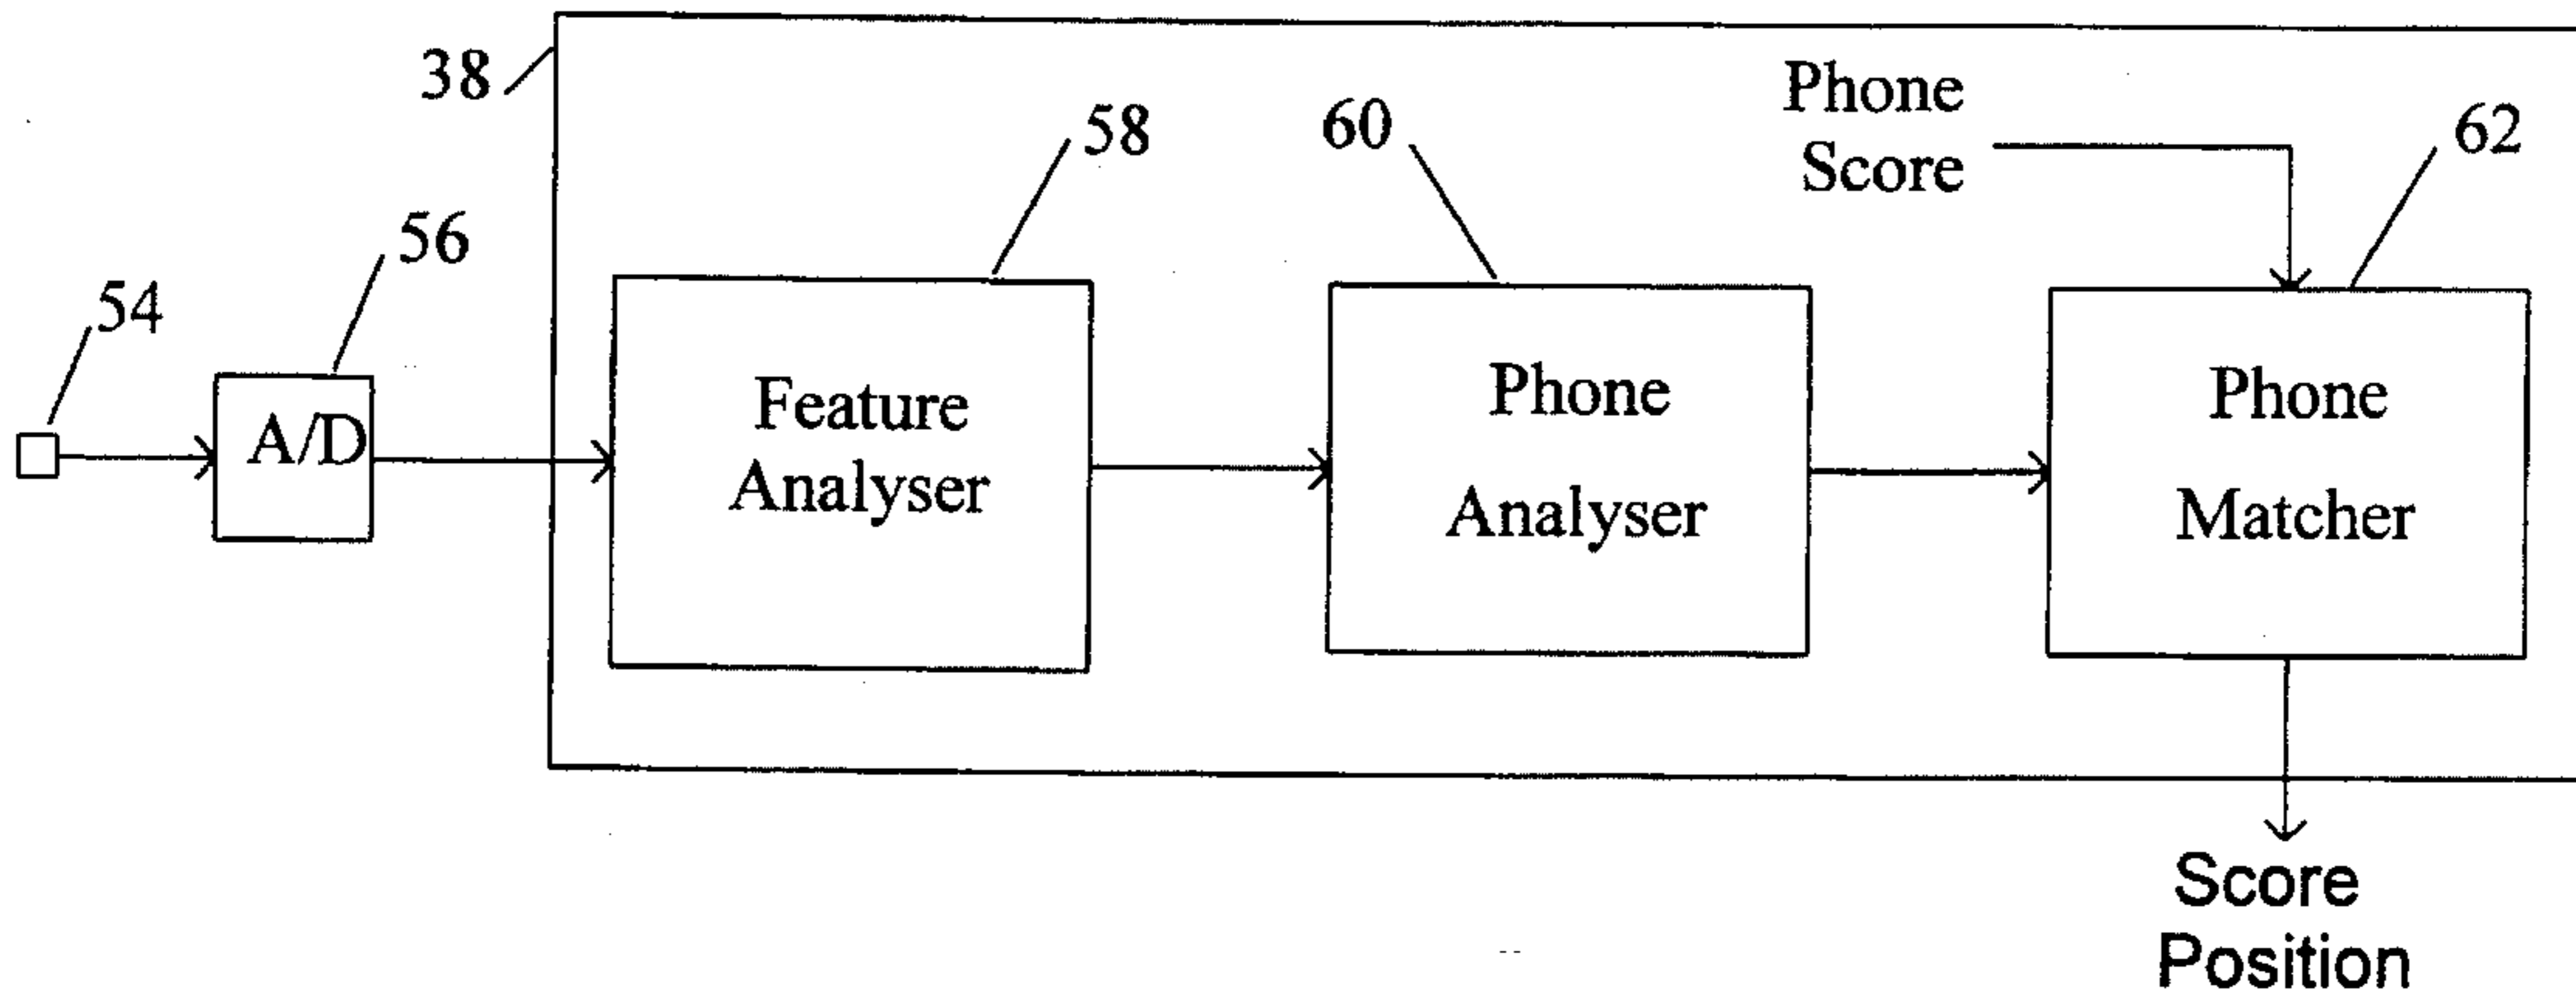 38
58
60
Phone
Score
62
56
54
A/D
Feature
Analyser
Phone
Analyser
Phone
Matcher
Score
Position